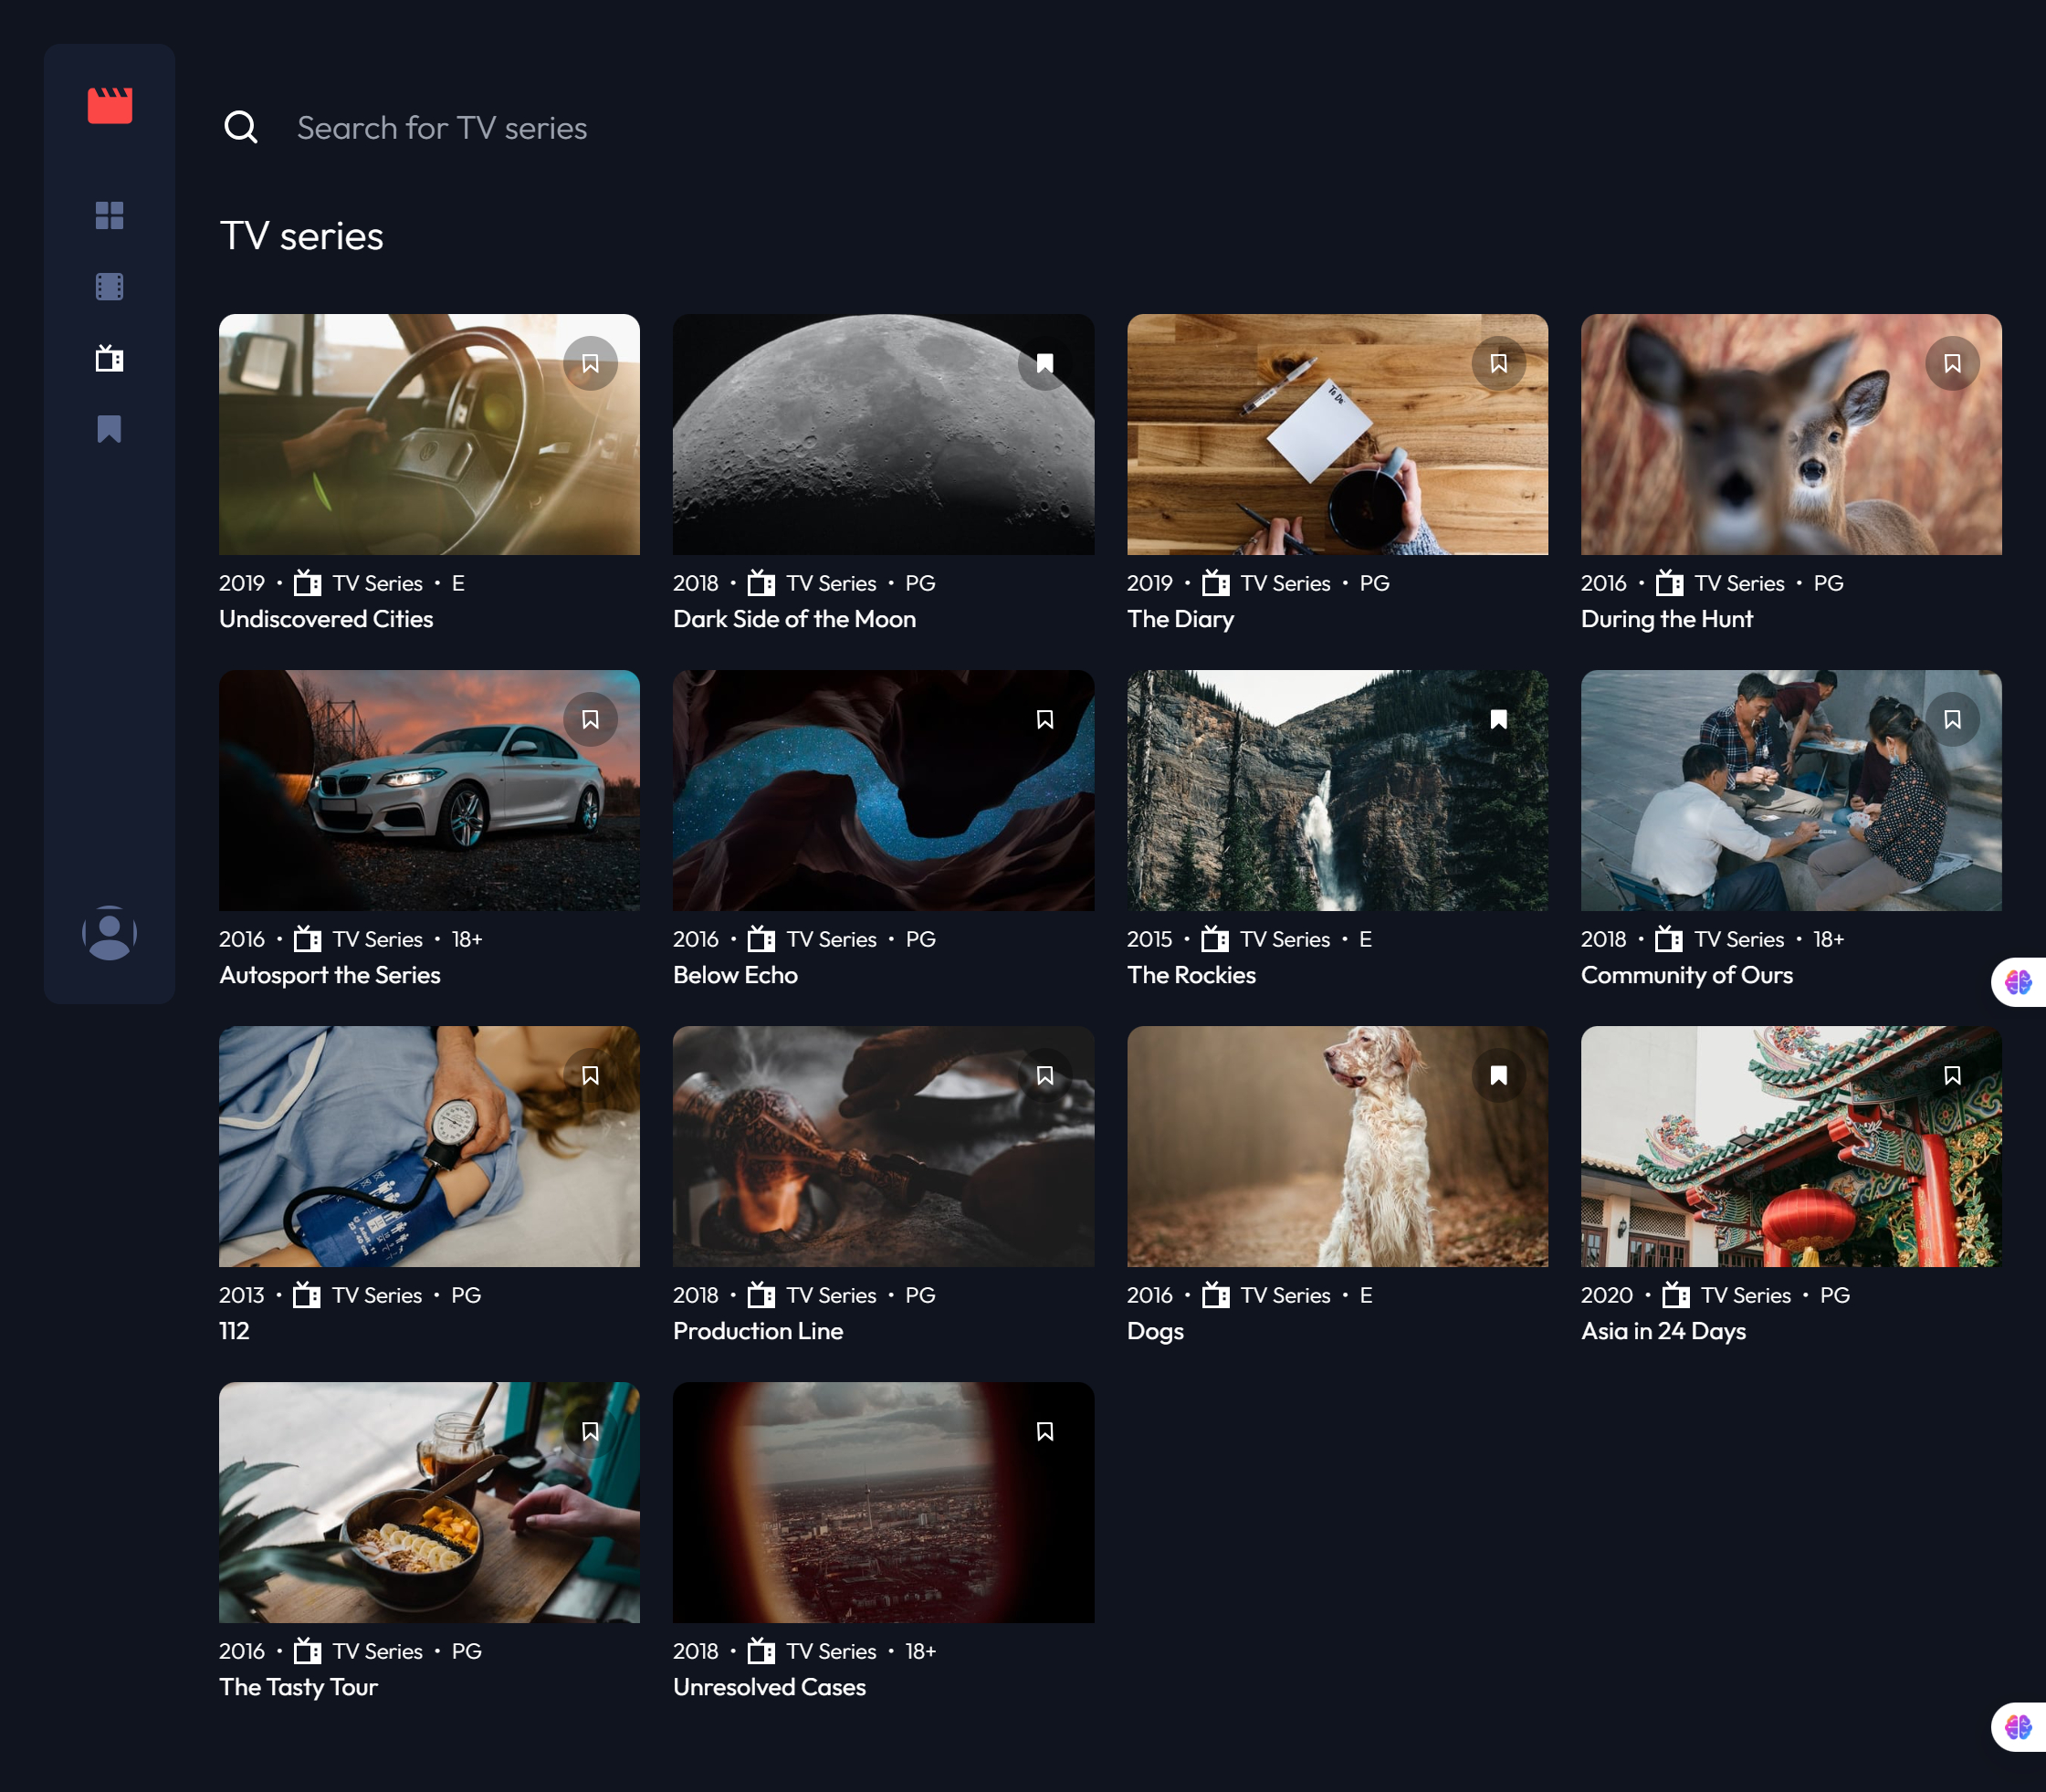 Search for TV series
TV series
To Do:
2019 • TV Series • E
Undiscovered Cities
2018 • TV Series • PG
Dark Side of the Moon
2019 • TV Series • PG
The Diary
2016 • TV Series • PG
During the Hunt
2016 • TV Series • 18+
Autosport the Series
2016 • TV Series • PG
Below Echo
2015 • TV Series • E
The Rockies
2018 • TV Series • 18+
Community of Ours
2013 • TV Series • PG
112
2018 • TV Series • PG
Production Line
2016 • TV Series • E
Dogs
2020 • TV Series • PG
Asia in 24 Days
2016 • TV Series • PG
The Tasty Tour
2018 • TV Series • 18+
Unresolved Cases